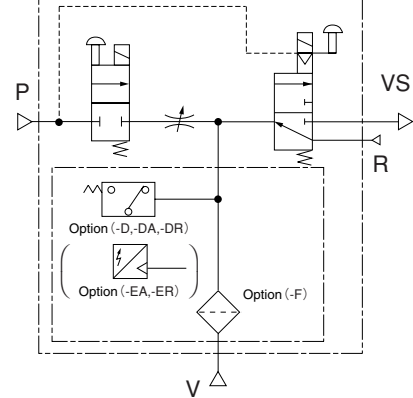 P
VS
R
Option（-D,-DA,-DR）
Option（-EA,-ER）
Option（-F）
V